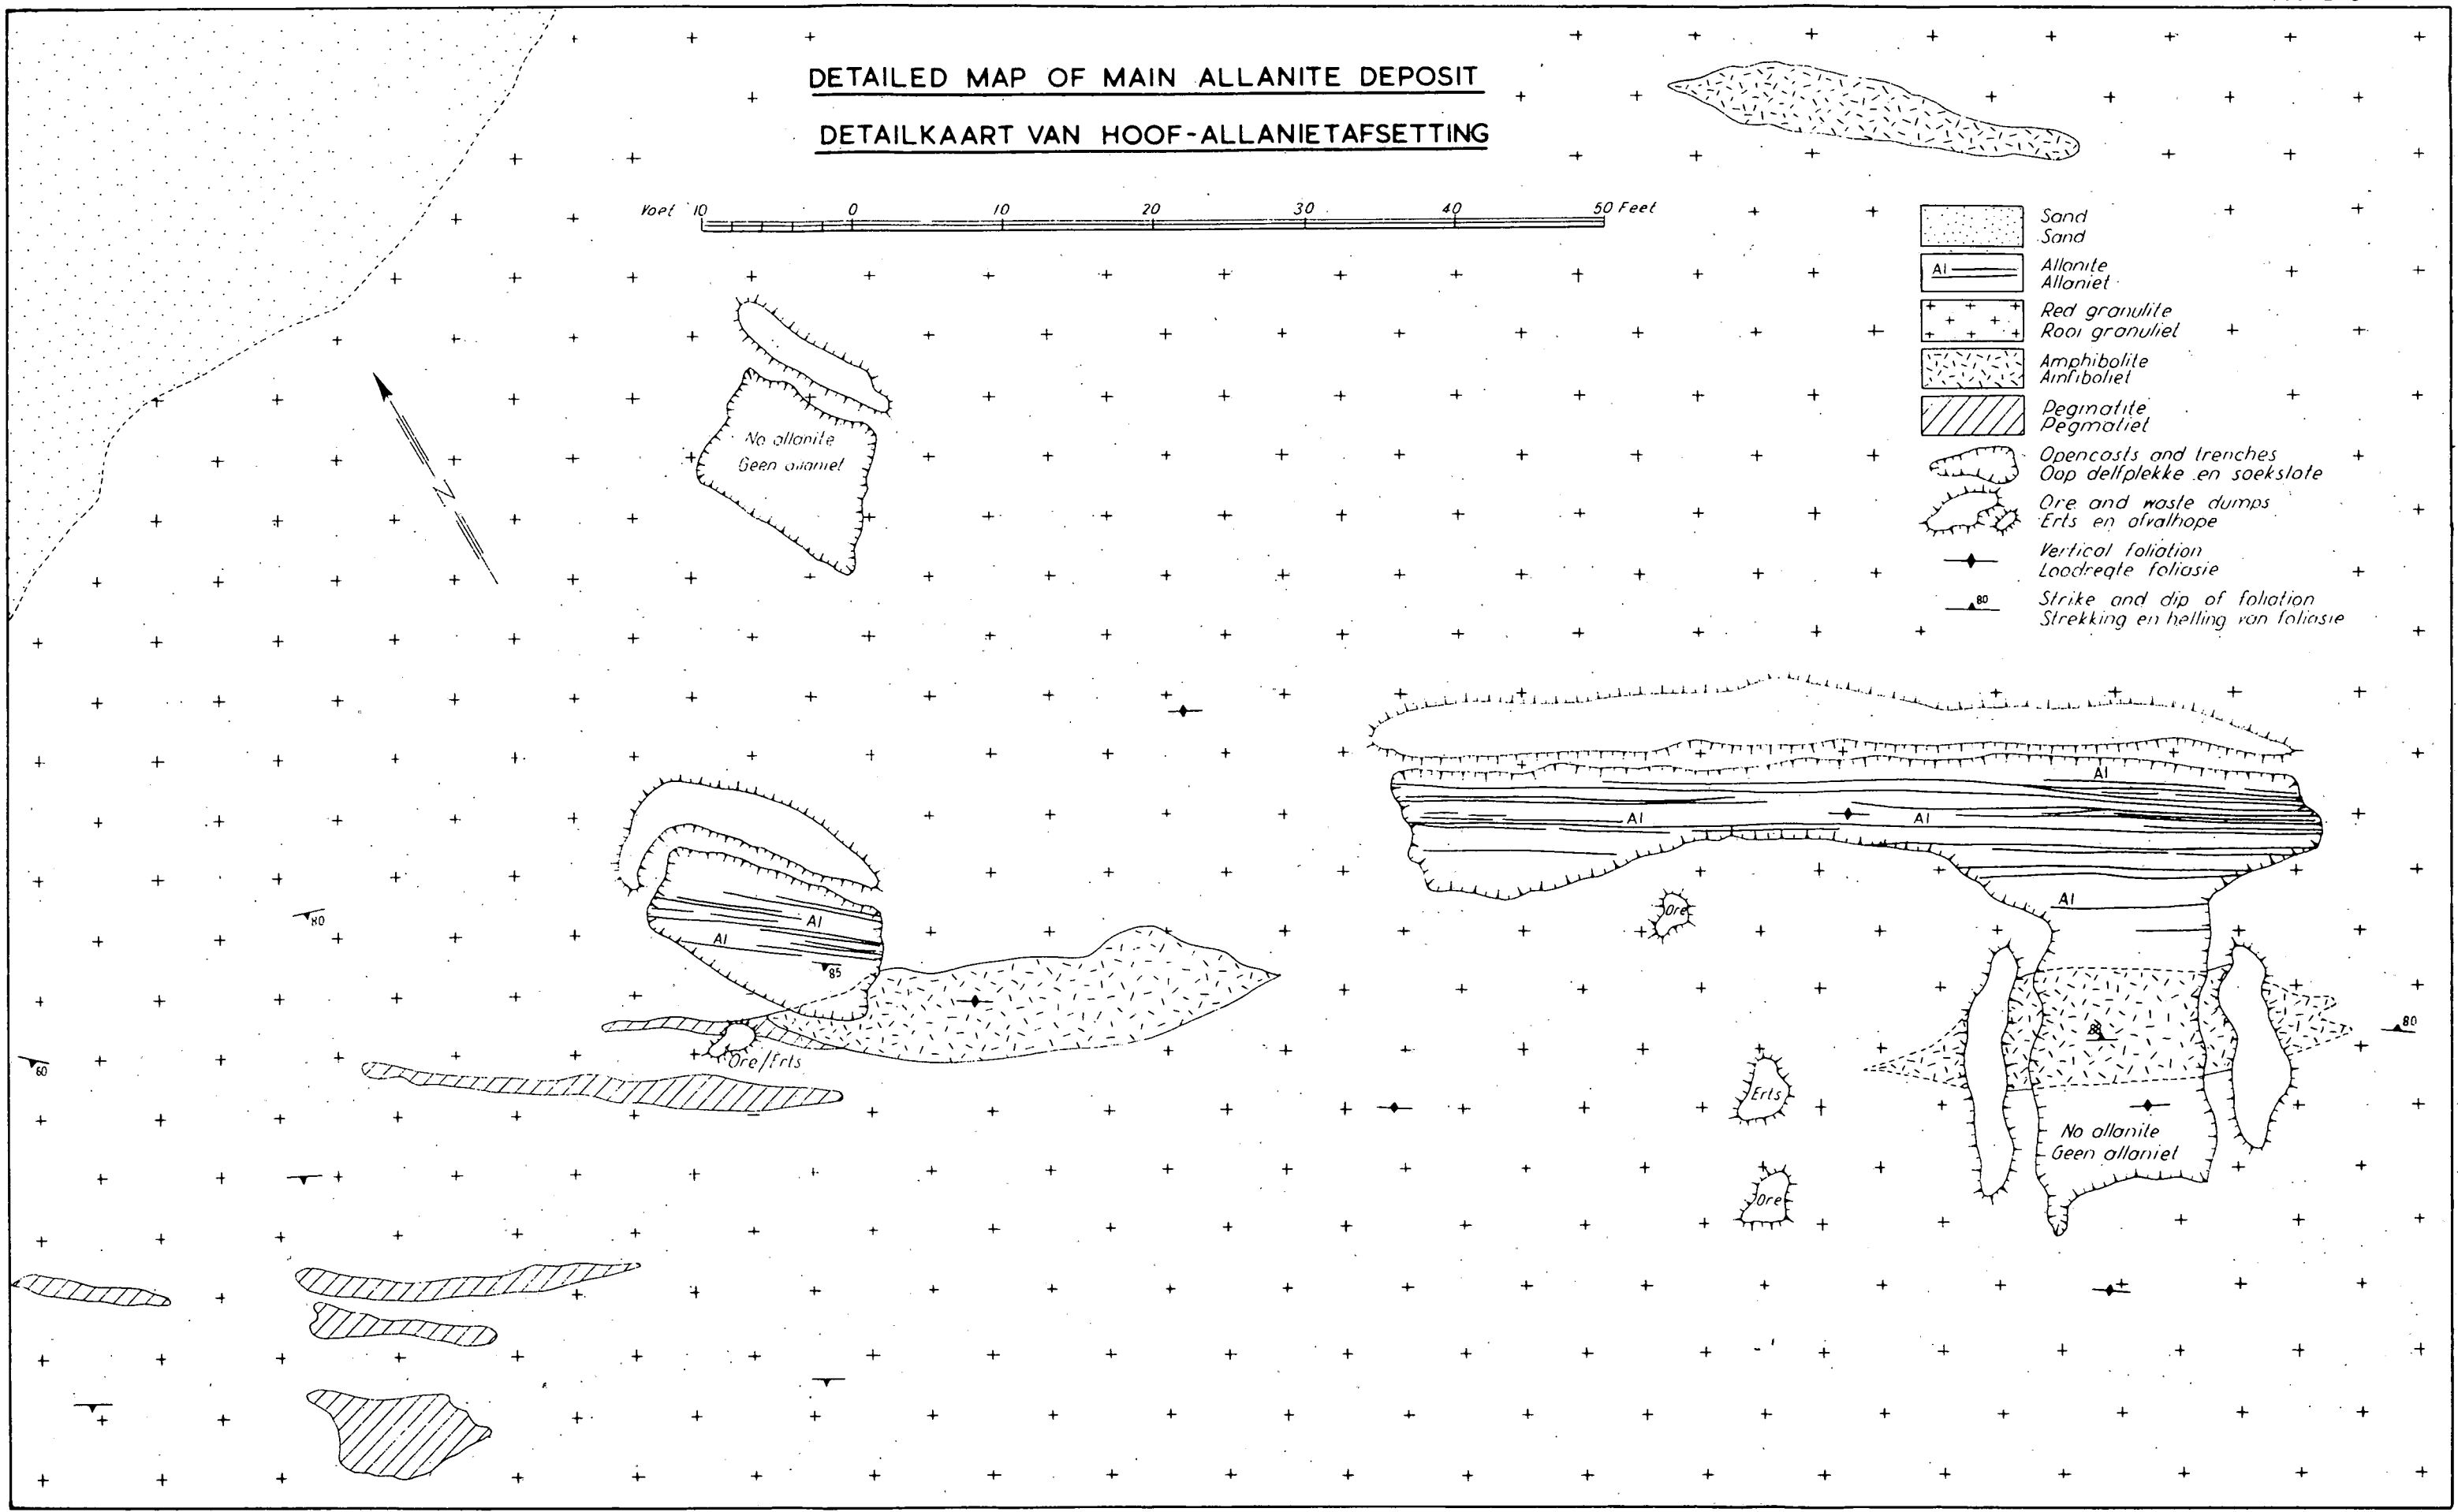 DETAILED MAP OF MAIN ALLANITE DEPOSIT
DETAILKAART VAN HOOF-ALLANIETAFSETTING
Voet 10 0 10 20 30 40 50 Feet
Sand
Sand
Al
Allanite
Allaniet
Red granulite
Rooi granuliet
Amphibolite
Amfiboliet
Pegmatite
Pegmatiet
Opencasts and trenches
Oop delfplekke en soekslote
Ore and waste dumps
Erts en afvalhope
Vertical foliation
Loodregte foliasie
80
Strike and dip of foliation
Strekking en helling van foliasie
No allanite
Geen allaniet
N
Al
Al
Al
Al
Ore
80
Al
Al
85
80
60
Ore/Erts
Erts
No allanite
Geen allaniet
Ore